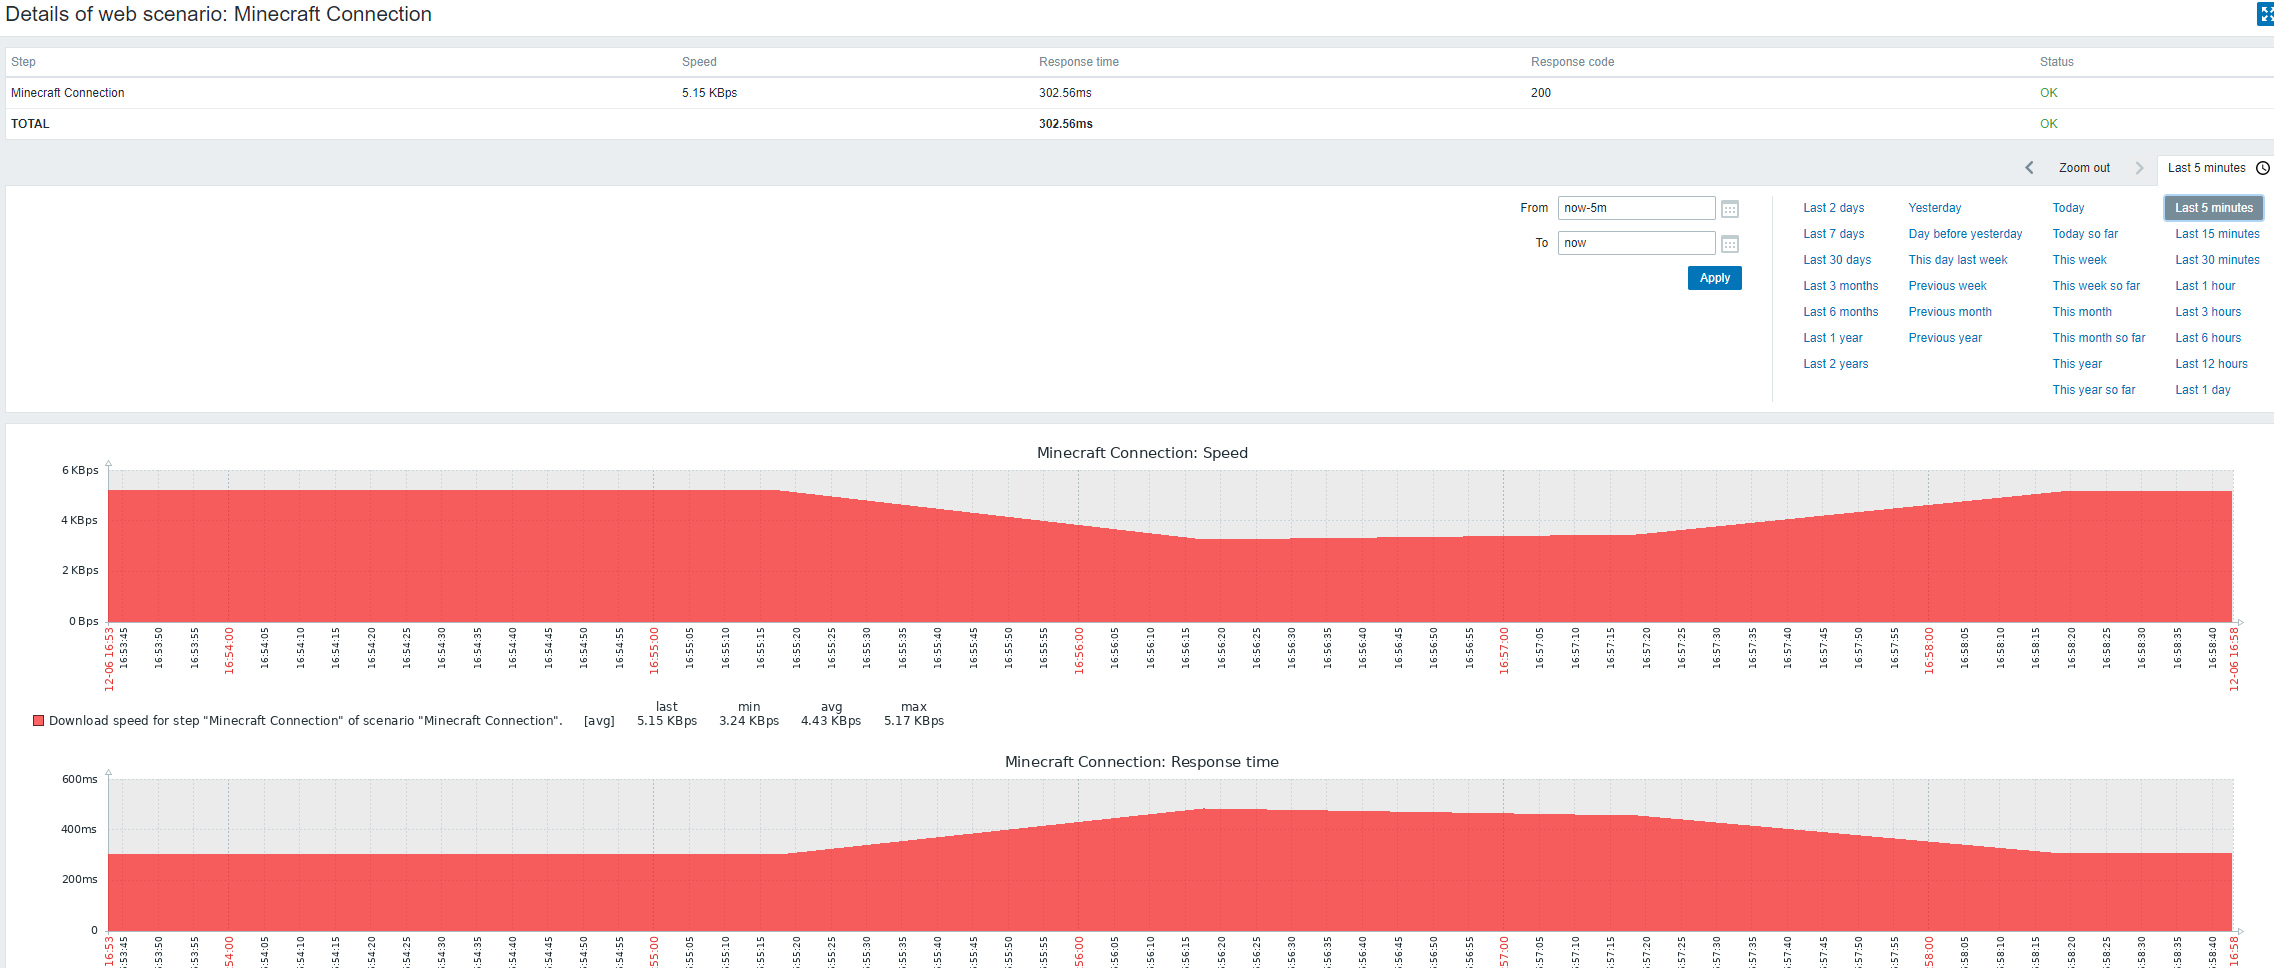 Details of web scenario: Minecraft Connection
Step Speed Response time Response code Status
Minecraft Connection 5.15 KBps 302.56ms 200 OK
TOTAL 302.56ms OK
Zoom out Last 5 minutes
From now-5m
To now
Apply
Last 2 days Yesterday Today Last 5 minutes
Last 7 days Day before yesterday Today so far Last 15 minutes
Last 30 days This day last week This week Last 30 minutes
Last 3 months Previous week This week so far Last 1 hour
Last 6 months Previous month This month Last 3 hours
Last 1 year Previous year This month so far Last 6 hours
Last 2 years This year Last 12 hours
This year so far Last 1 day
Minecraft Connection: Speed
6 KBps
4 KBps
2 KBps
0 Bps
12-06 16:53 16:53:45 16:53:50 16:53:55 16:54:00 16:54:05 16:54:10 16:54:15 16:54:20 16:54:25 16:54:30 16:54:35 16:54:40 16:54:45 16:54:50 16:54:55 16:55:00 16:55:05 16:55:10 16:55:15 16:55:20 16:55:25 16:55:30 16:55:35 16:55:40 16:55:45 16:55:50 16:55:55 16:56:00 16:56:05 16:56:10 16:56:15 16:56:20 16:56:25 16:56:30 16:56:35 16:56:40 16:56:45 16:56:50 16:56:55 16:57:00 16:57:05 16:57:10 16:57:15 16:57:20 16:57:25 16:57:30 16:57:35 16:57:40 16:57:45 16:57:50 16:57:55 16:58:00 16:58:05 16:58:10 16:58:15 16:58:20 16:58:25 16:58:30 16:58:35 16:58:40 12-06 16:58
last min avg max
Download speed for step "Minecraft Connection" of scenario "Minecraft Connection". [avg] 5.15 KBps 3.24 KBps 4.43 KBps 5.17 KBps
Minecraft Connection: Response time
600ms
400ms
200ms
0
16:53 :53:45 :53:50 :53:55 :54:00 :54:05 :54:10 :54:15 :54:20 :54:25 :54:30 :54:35 :54:40 :54:45 :54:50 :54:55 :55:00 :55:05 :55:10 :55:15 :55:20 :55:25 :55:30 :55:35 :55:40 :55:45 :55:50 :55:55 :56:00 :56:05 :56:10 :56:15 :56:20 :56:25 :56:30 :56:35 :56:40 :56:45 :56:50 :56:55 :57:00 :57:05 :57:10 :57:15 :57:20 :57:25 :57:30 :57:35 :57:40 :57:45 :57:50 :57:55 :58:00 :58:05 :58:10 :58:15 :58:20 :58:25 :58:30 :58:35 :58:40 16:58